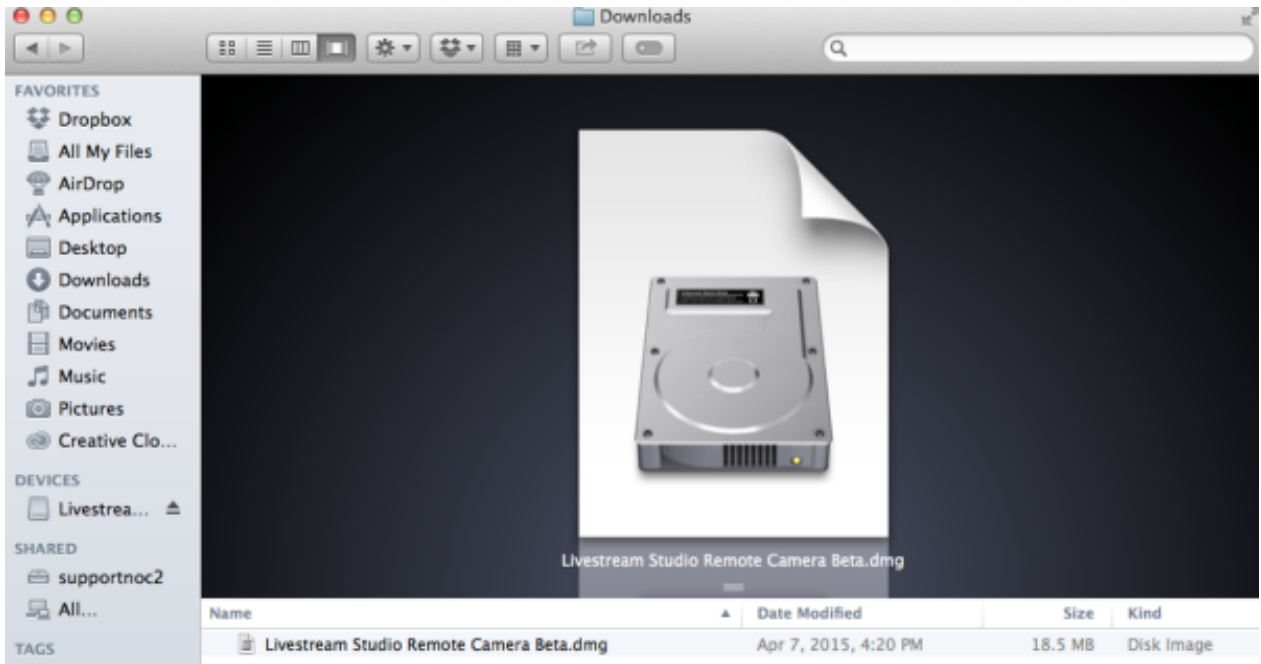 Downloads
FAVORITES
Dropbox
All My Files
AirDrop
Applications
Desktop
Downloads
Documents
Movies
Music
Pictures
Creative Clo...
DEVICES
Livestrea...
SHARED
supportnoc2
All...
TAGS
Livestream Studio Remote Camera Beta.dmg
Name Date Modified Size Kind
Livestream Studio Remote Camera Beta.dmg Apr 7, 2015, 4:20 PM 18.5 MB Disk Image